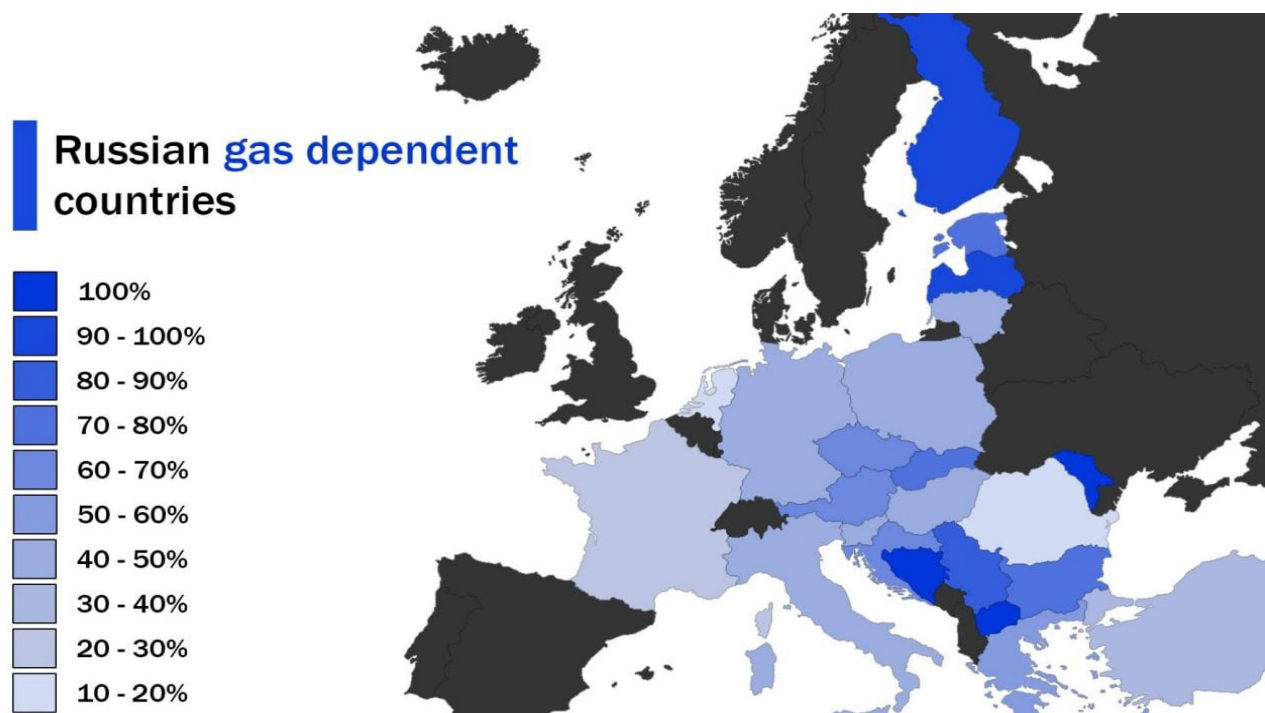 Russian gas dependent
countries
100%
90 - 100%
80 - 90%
70 - 80%
60 - 70%
50 - 60%
40 - 50%
30 - 40%
20 - 30%
10 - 20%